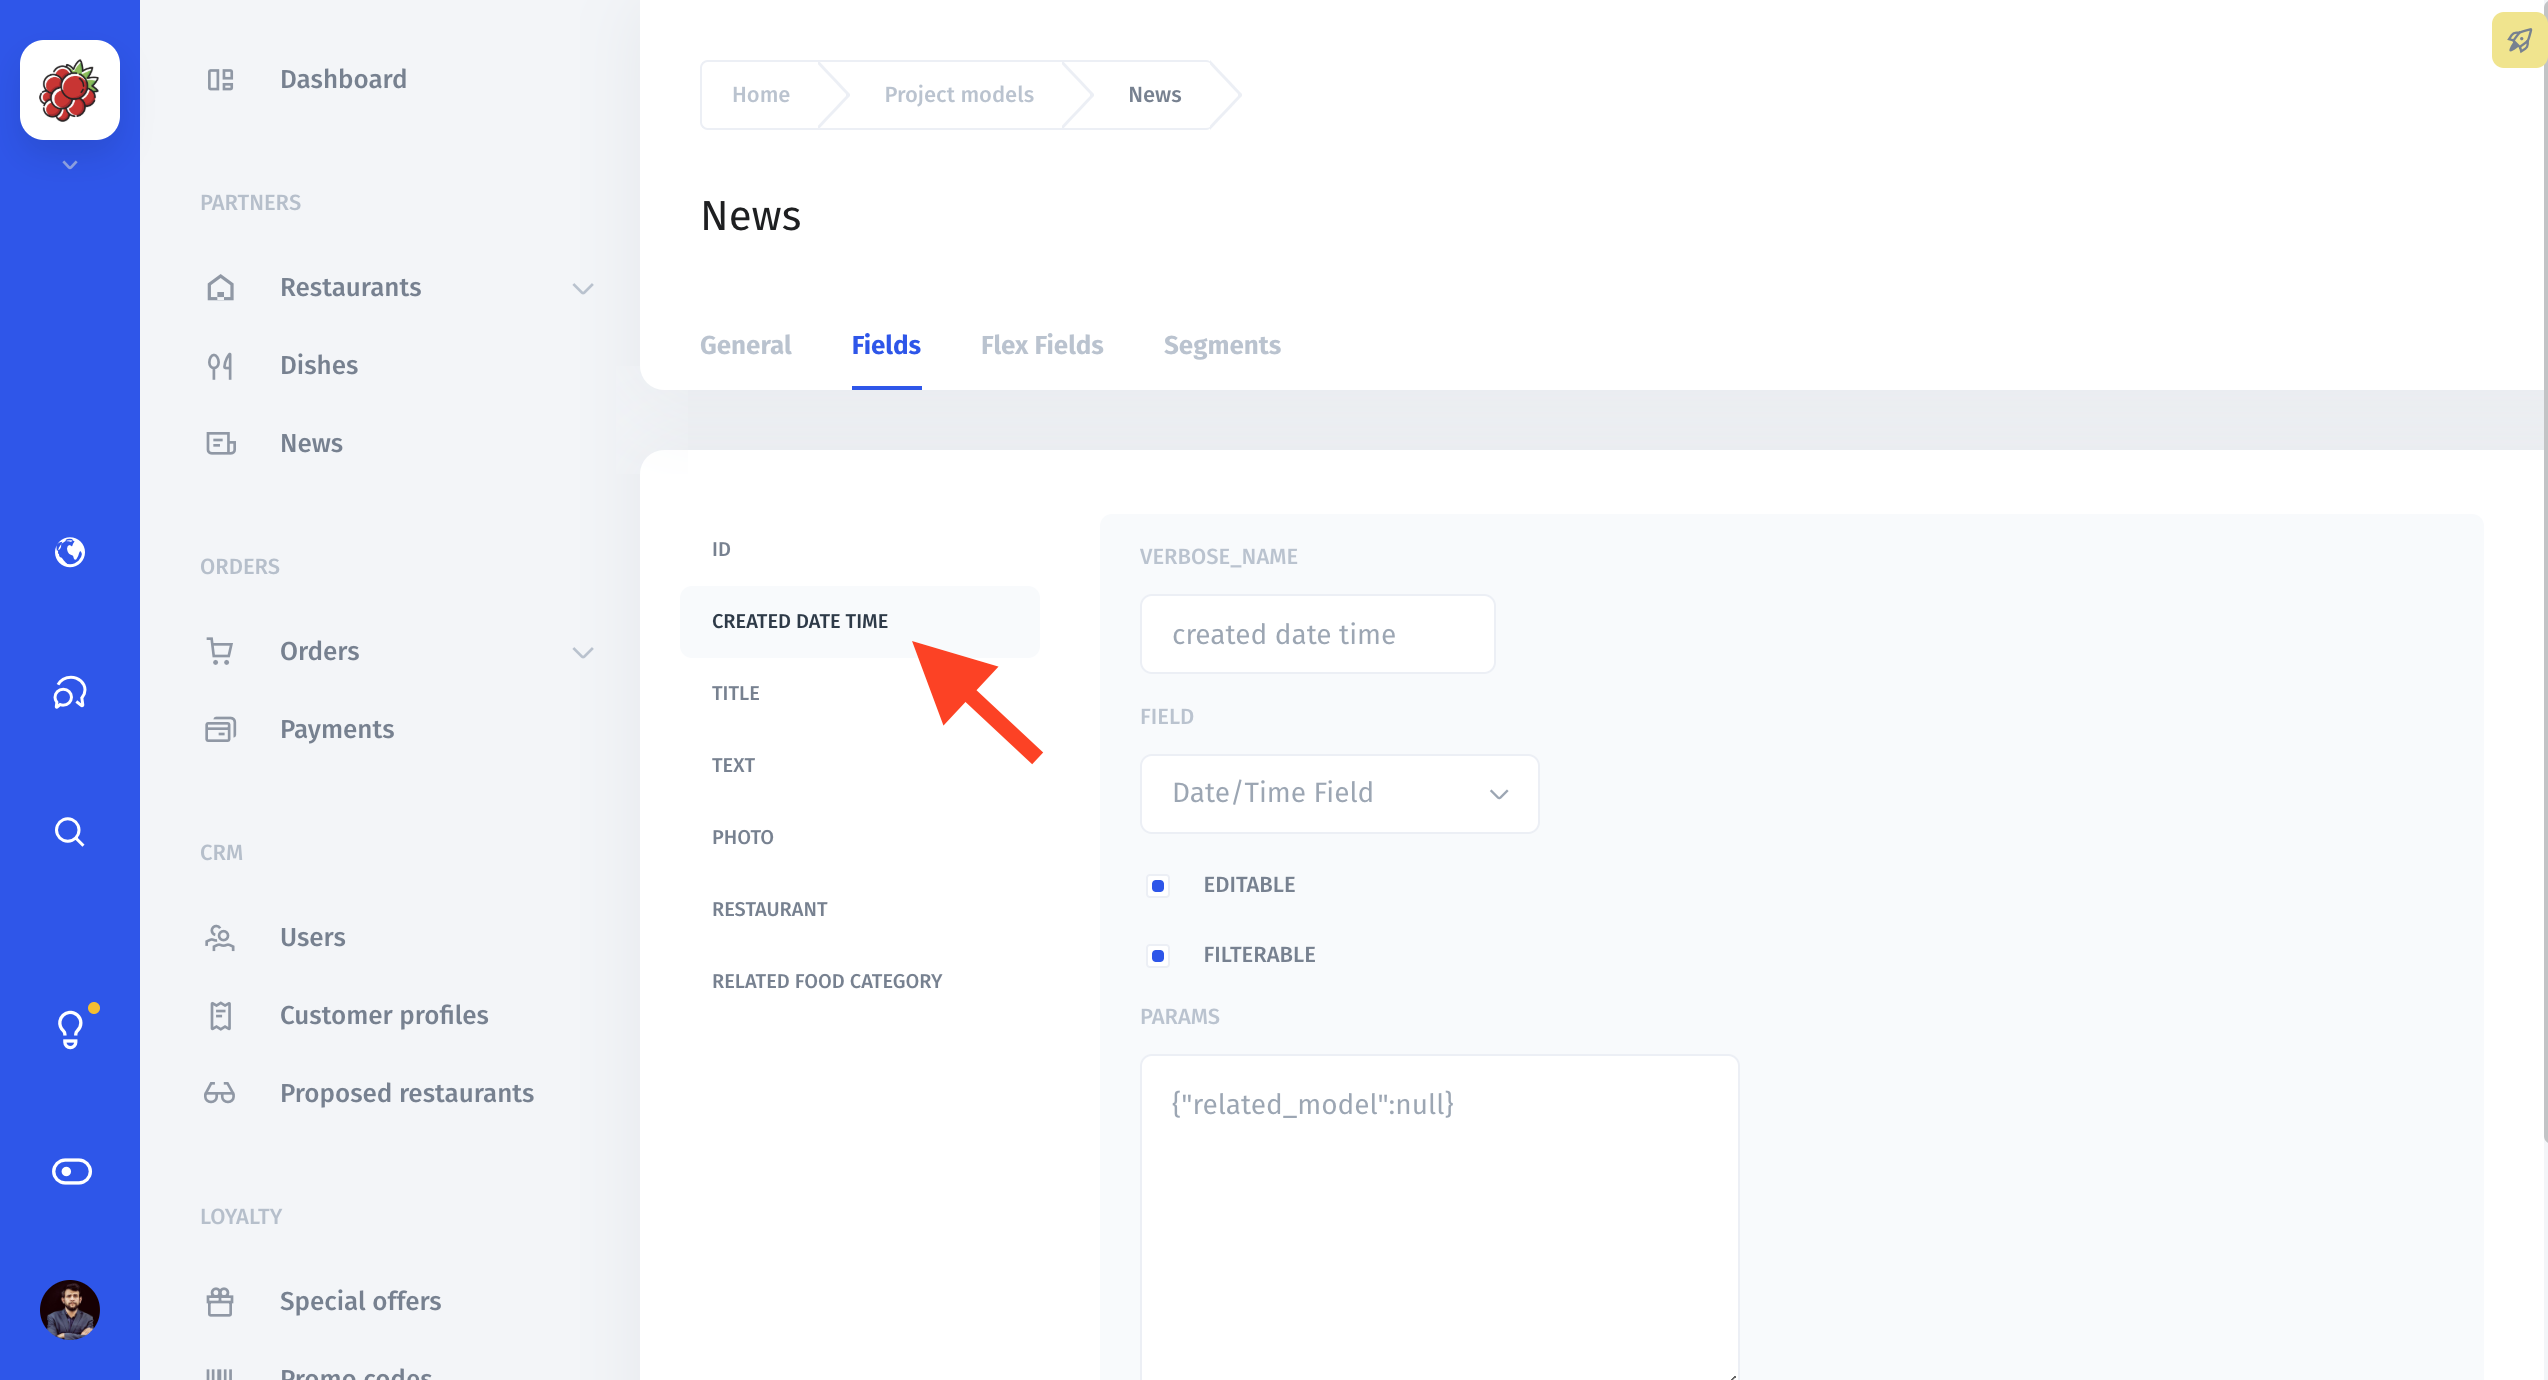 Dashboard
PARTNERS
Restaurants
Dishes
News
ORDERS
Orders
Payments
CRM
Users
Customer profiles
Proposed restaurants
LOYALTY
Special offers
Promo codes
Home Project models News
News
General Fields Flex Fields Segments
ID
CREATED DATE TIME
TITLE
TEXT
PHOTO
RESTAURANT
RELATED FOOD CATEGORY
VERBOSE_NAME
created date time
FIELD
Date/Time Field
EDITABLE
FILTERABLE
PARAMS
{"related_model":null}